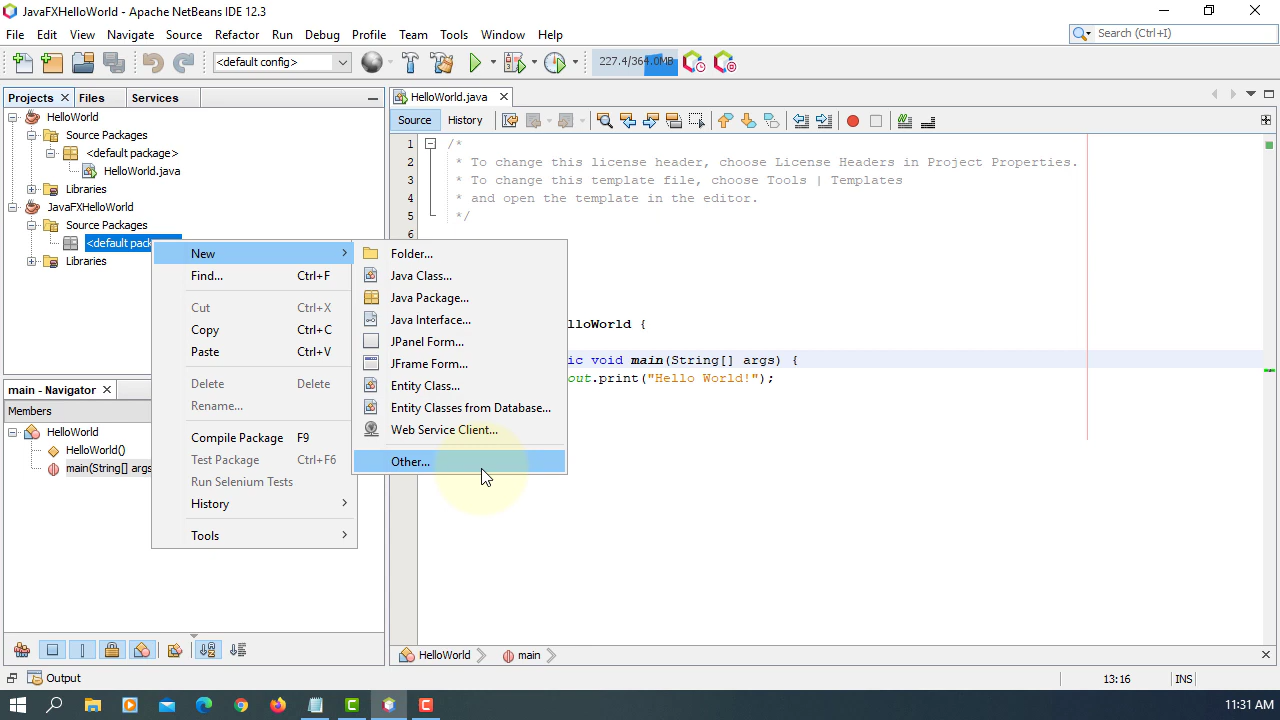 JavaFXHelloWorld - Apache NetBeans IDE 12.3
File Edit View Navigate Source Refactor Run Debug Profile Team Tools Window Help
Search (Ctrl+I)
<default config>
227.4/364.0MB
Projects Files Services
HelloWorld.java
HelloWorld
Source Packages
<default package>
HelloWorld.java
Libraries
JavaFXHelloWorld
Source Packages
<default pack
Libraries
Source History
1 /*
2 * To change this license header, choose License Headers in Project Properties.
3 * To change this template file, choose Tools | Templates
4 * and open the template in the editor.
5 */
6
lloWorld {
ic void main(String[] args) {
out.print("Hello World!");
New
Find... Ctrl+F
Cut Ctrl+X
Copy Ctrl+C
Paste Ctrl+V
Delete Delete
Rename...
Compile Package F9
Test Package Ctrl+F6
Run Selenium Tests
History
Tools
Folder...
Java Class...
Java Package...
Java Interface...
JPanel Form...
JFrame Form...
Entity Class...
Entity Classes from Database...
Web Service Client...
Other...
main - Navigator
Members
HelloWorld
HelloWorld()
main(String[] args
HelloWorld main
Output
13:16 INS
11:31 AM